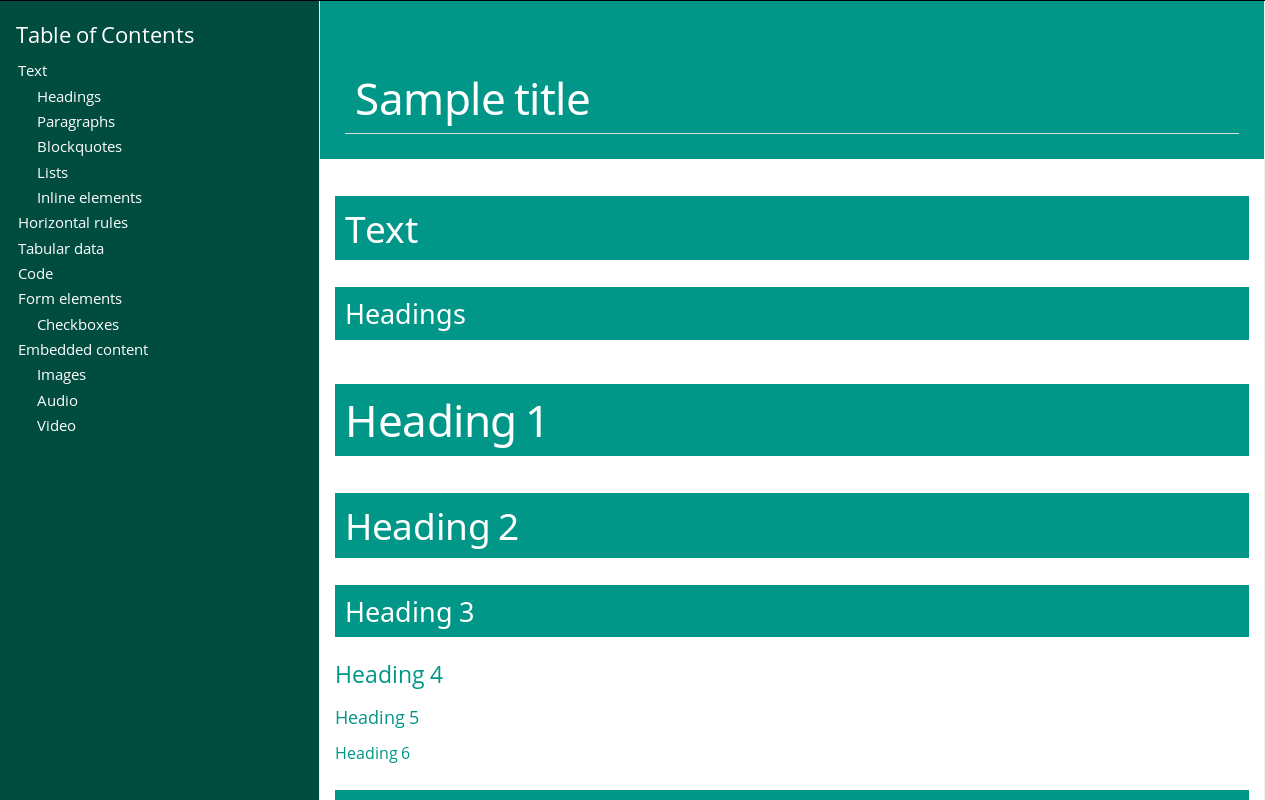 Table of Contents
Text
Headings
Paragraphs
Blockquotes
Lists
Inline elements
Horizontal rules
Tabular data
Code
Form elements
Checkboxes
Embedded content
Images
Audio
Video
Sample title
Text
Headings
Heading 1
Heading 2
Heading 3
Heading 4
Heading 5
Heading 6